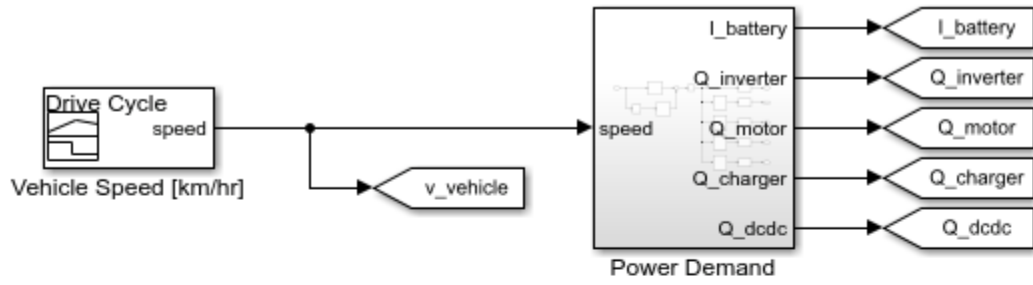 Drive Cycle
speed
Vehicle Speed [km/hr]
v_vehicle
speed
I_battery
Q_inverter
Q_motor
Q_charger
Q_dcdc
Power Demand
I_battery
Q_inverter
Q_motor
Q_charger
Q_dcdc